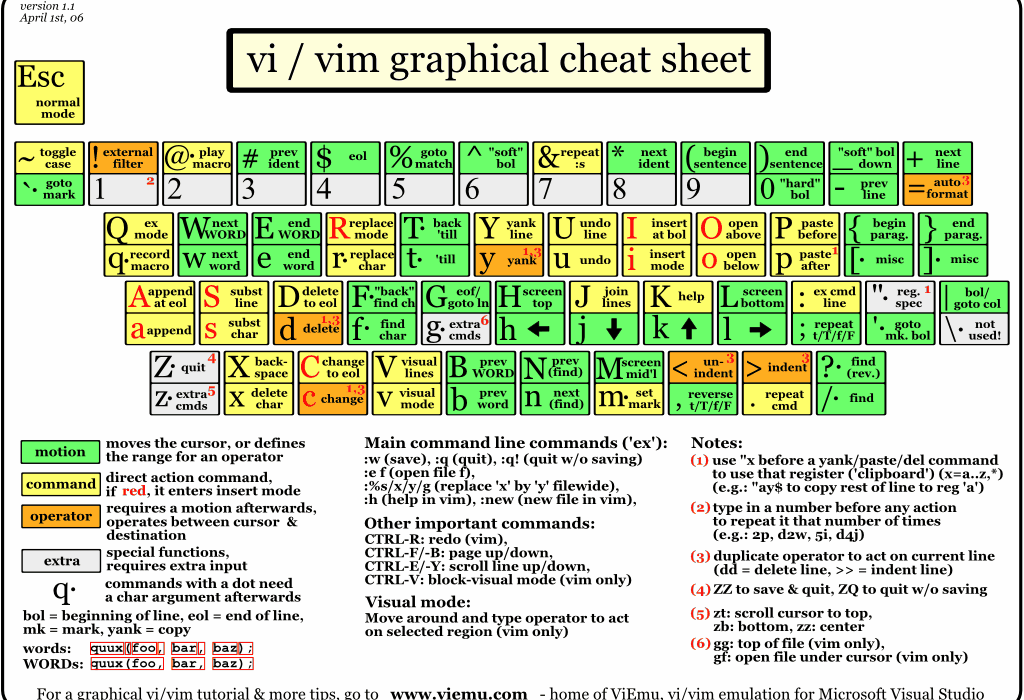 version 1.1
April 1st, 06
vi / vim graphical cheat sheet
Esc
normal
mode
~ toggle case
! external filter
@· play macro
# prev ident
$ eol
% goto match
^ "soft" bol
& repeat :s
* next ident
( begin sentence
) end sentence
_ "soft" bol down
+ next line
`· goto mark
1 2
2
3
4
5
6
7
8
9
0 "hard" bol
- prev line
= auto 3 format
Q ex mode
W next WORD
E end WORD
R replace mode
T· back 'till
Y yank line
U undo line
I insert at bol
O open above
P paste before
{ begin parag.
} end parag.
q· record macro
w next word
e end word
r· replace char
t· 'till
y yank 1,3
u undo
i insert mode
o open below
p paste 1 after
[· misc
]· misc
A append at eol
S subst line
D delete to eol
F· "back" find ch
G eof/ goto ln
H screen top
J join lines
K help
L screen bottom
: ex cmd line
"· reg. 1 spec
| bol/ goto col
a append
s subst char
d delete 1,3
f· find char
g· extra 6 cmds
h ←
j ↓
k ↑
l →
; repeat t/T/f/F
'· goto mk. bol
\· not used!
Z· quit 4
X back-space
C change to eol
V visual lines
B prev WORD
N prev (find)
M screen mid'l
< un- 3 indent
> indent 3
?· find (rev.)
z· extra 5 cmds
x delete char
c change 1,3
v visual mode
b prev word
n next (find)
m· set mark
, reverse t/T/f/F
. repeat cmd
/· find
motion moves the cursor, or defines
the range for an operator
command direct action command,
if red, it enters insert mode
operator requires a motion afterwards,
operates between cursor &
destination
extra special functions,
requires extra input
q· commands with a dot need
a char argument afterwards
bol = beginning of line, eol = end of line,
mk = mark, yank = copy
words: quux(foo, bar, baz);
WORDs: quux(foo, bar, baz);
Main command line commands ('ex'):
:w (save), :q (quit), :q! (quit w/o saving)
:e f (open file f),
:%s/x/y/g (replace 'x' by 'y' filewide),
:h (help in vim), :new (new file in vim),
Other important commands:
CTRL-R: redo (vim),
CTRL-F/-B: page up/down,
CTRL-E/-Y: scroll line up/down,
CTRL-V: block-visual mode (vim only)
Visual mode:
Move around and type operator to act
on selected region (vim only)
Notes:
(1) use "x before a yank/paste/del command
to use that register ('clipboard') (x=a..z,*)
(e.g.: "ay$ to copy rest of line to reg 'a')
(2) type in a number before any action
to repeat it that number of times
(e.g.: 2p, d2w, 5i, d4j)
(3) duplicate operator to act on current line
(dd = delete line, >> = indent line)
(4) ZZ to save & quit, ZQ to quit w/o saving
(5) zt: scroll cursor to top,
zb: bottom, zz: center
(6) gg: top of file (vim only),
gf: open file under cursor (vim only)
For a graphical vi/vim tutorial & more tips, go to www.viemu.com - home of ViEmu, vi/vim emulation for Microsoft Visual Studio